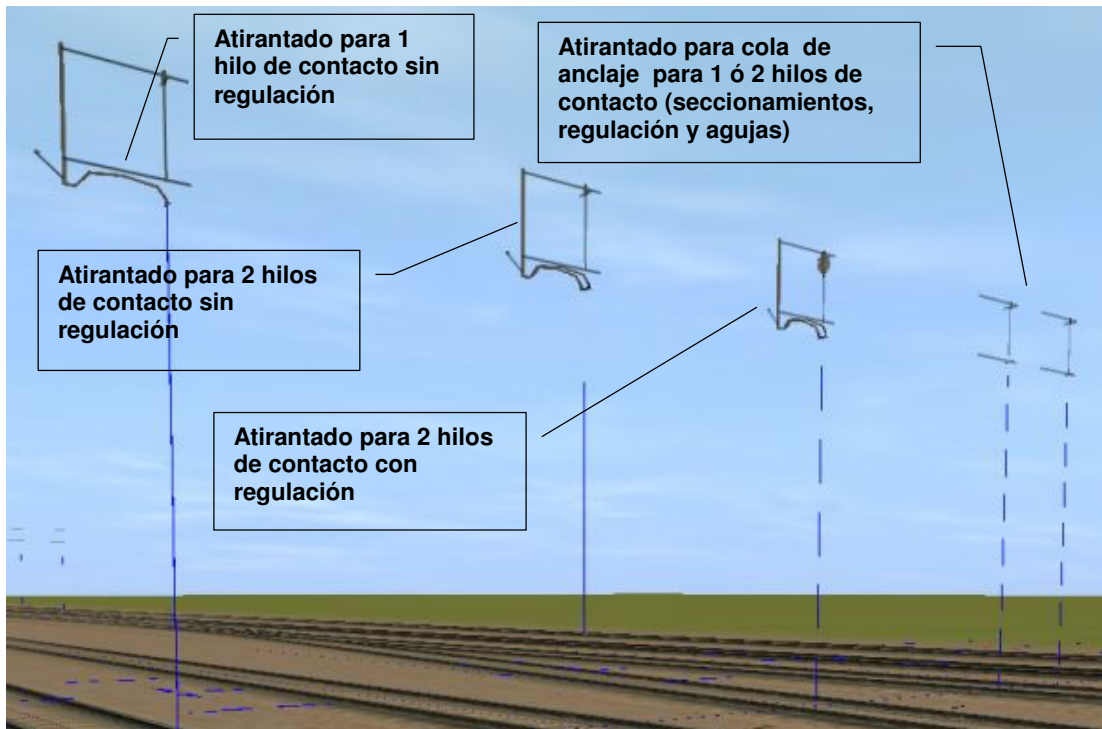 Atirantado para 1
hilo de contacto sin
regulación
Atirantado para cola de
anclaje para 1 ó 2 hilos de
contacto (seccionamientos,
regulación y agujas)
Atirantado para 2 hilos
de contacto sin
regulación
Atirantado para 2 hilos
de contacto con
regulación